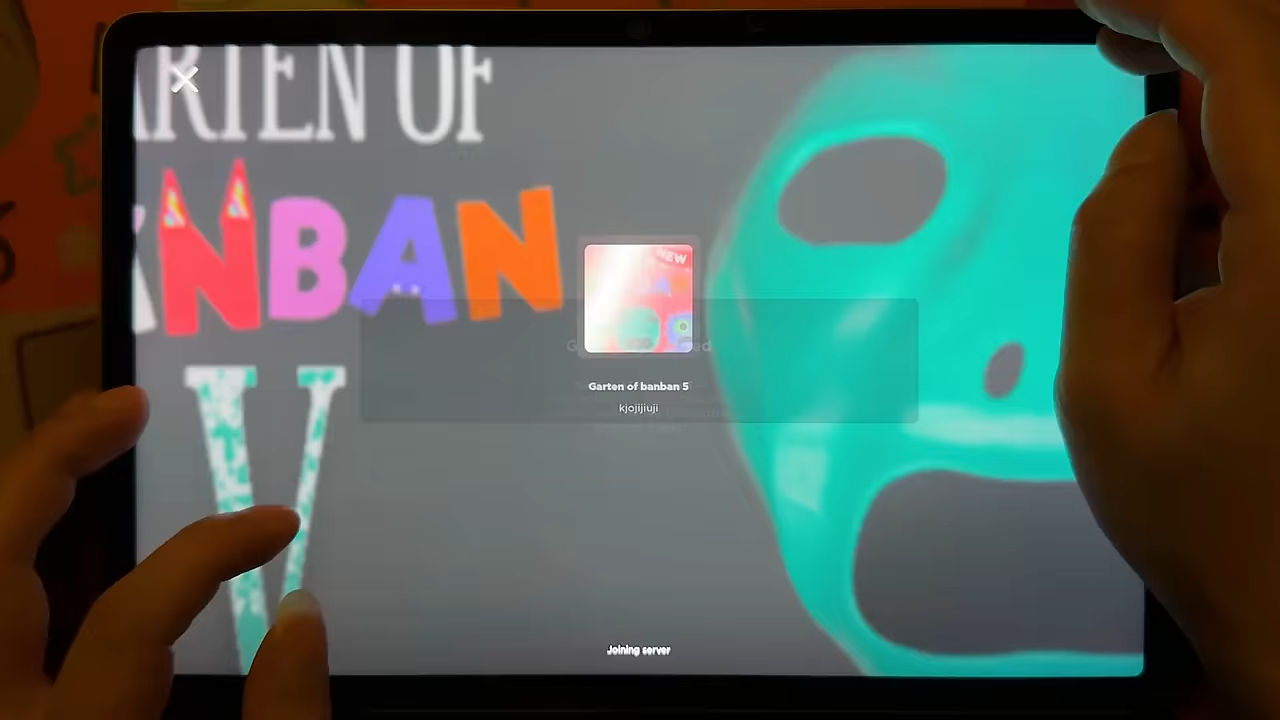 ARTEN OF
NBAN
V
NEW
Garten of banban 5
kjojijiuji
Joining server